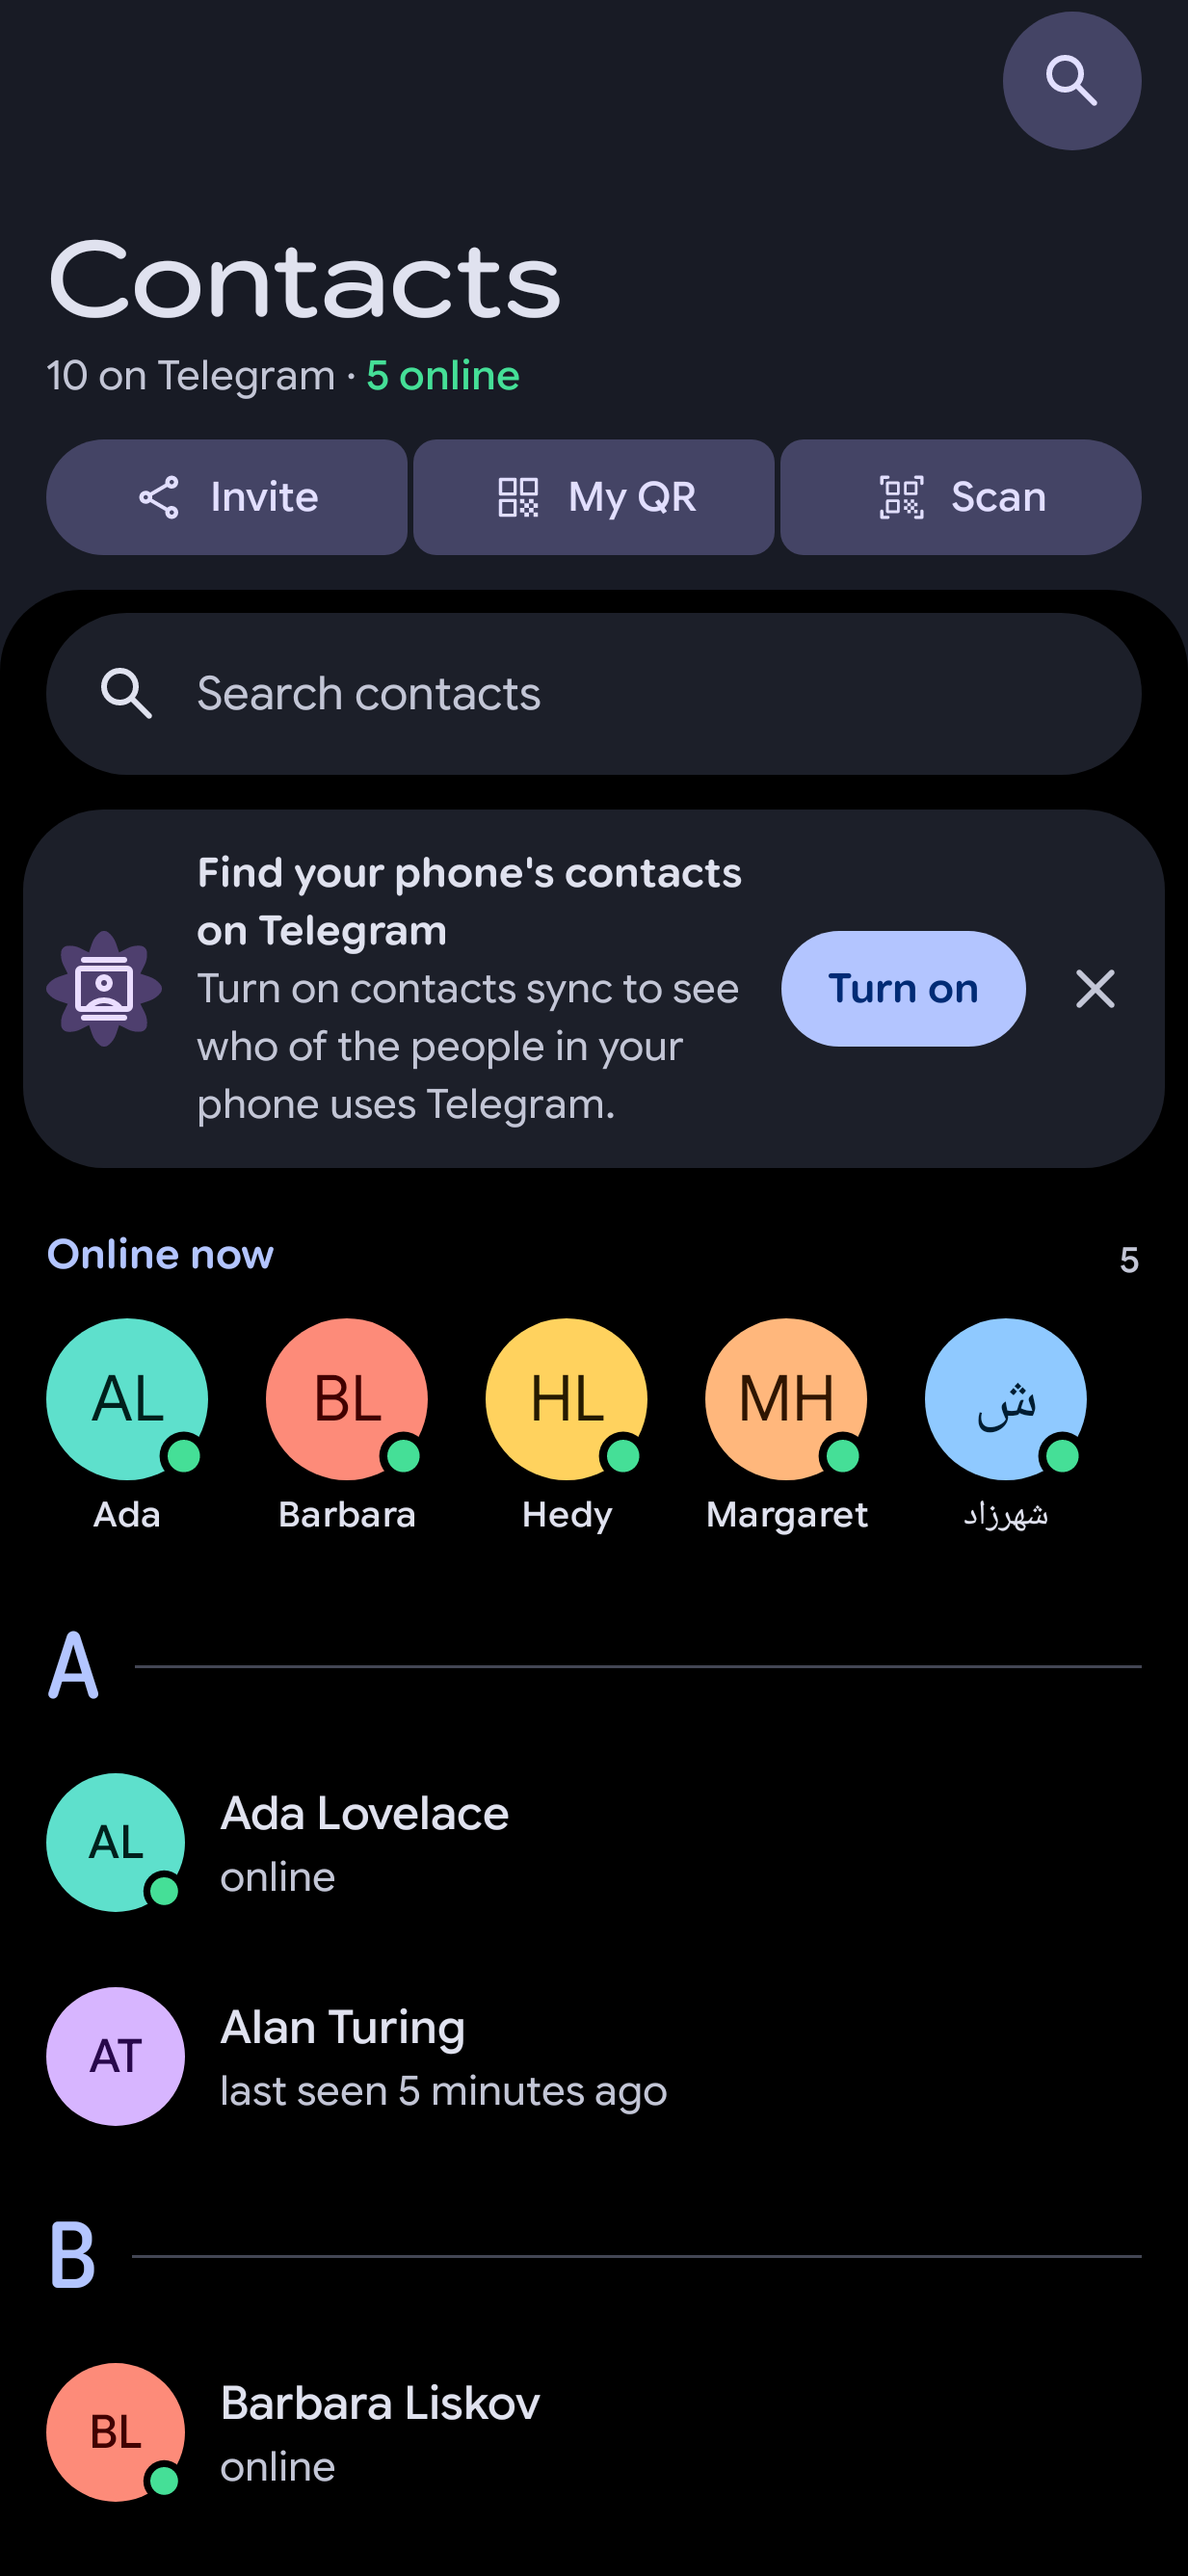 Contacts
10 on Telegram · 5 online
Invite
My QR
Scan
Search contacts
Find your phone's contacts
on Telegram
Turn on contacts sync to see
who of the people in your
phone uses Telegram.
Turn on
Online now
5
AL
BL
HL
MH
ش
Ada
Barbara
Hedy
Margaret
شهرزاد
A
AL
Ada Lovelace
online
AT
Alan Turing
last seen 5 minutes ago
B
BL
Barbara Liskov
online